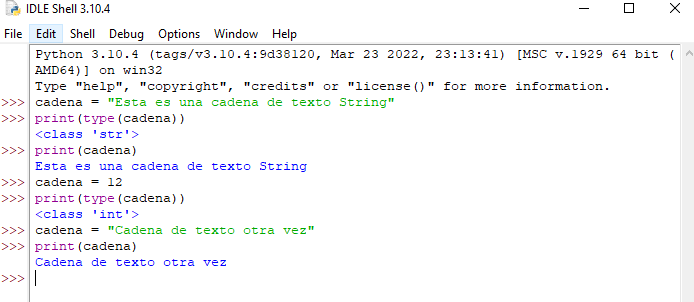 IDLE Shell 3.10.4
File Edit Shell Debug Options Window Help
Python 3.10.4 (tags/v3.10.4:9d38120, Mar 23 2022, 23:13:41) [MSC v.1929 64 bit (
AMD64)] on win32
Type "help", "copyright", "credits" or "license()" for more information.
>>> cadena = "Esta es una cadena de texto String"
>>> print(type(cadena))
<class 'str'>
>>> print(cadena)
Esta es una cadena de texto String
>>> cadena = 12
>>> print(type(cadena))
<class 'int'>
>>> cadena = "Cadena de texto otra vez"
>>> print(cadena)
Cadena de texto otra vez
>>>